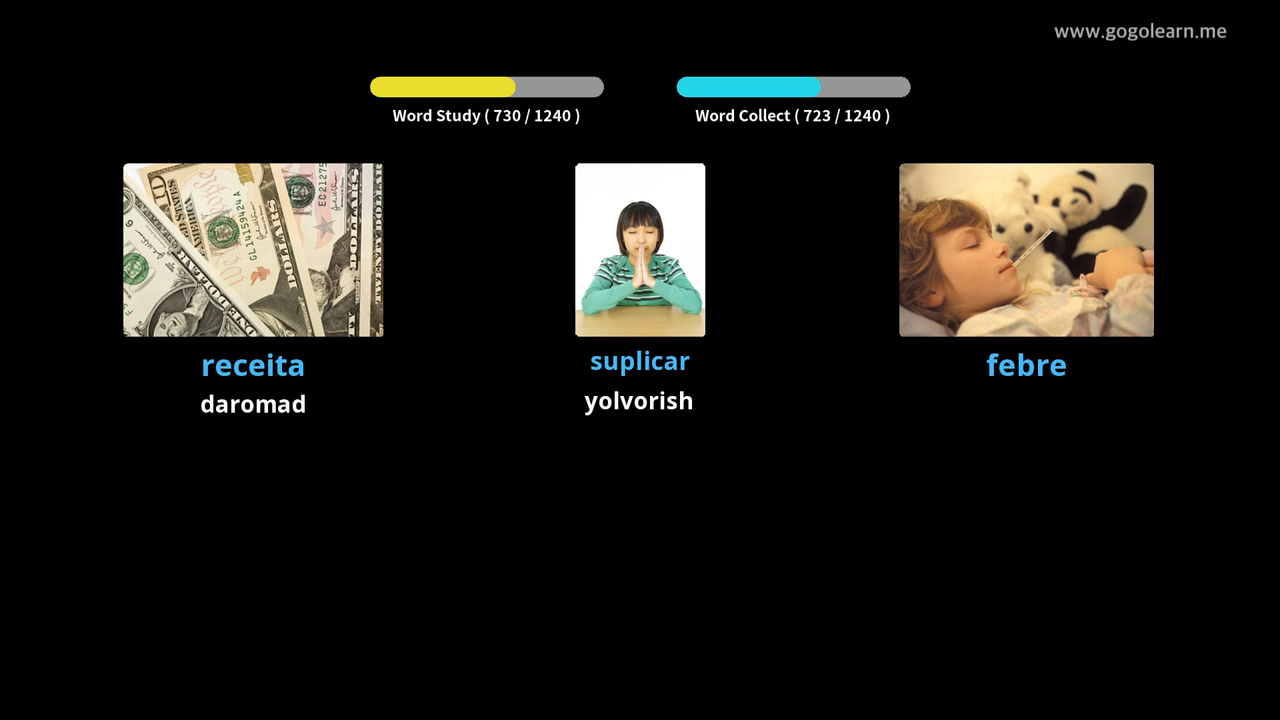 www.gogolearn.me
Word Study ( 730 / 1240 )
Word Collect ( 723 / 1240 )
receita
suplicar
febre
daromad
yolvorish